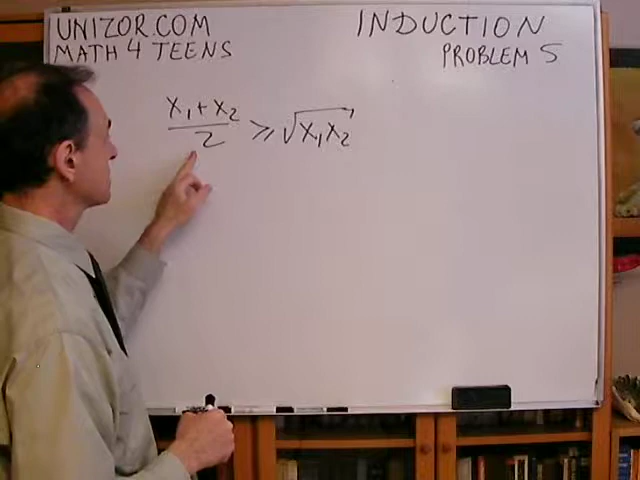 UNIZOR.COM
MATH 4 TEENS
INDUCTION
PROBLEM 5
(x₁+x₂)/2 ≥ √(x₁x₂)